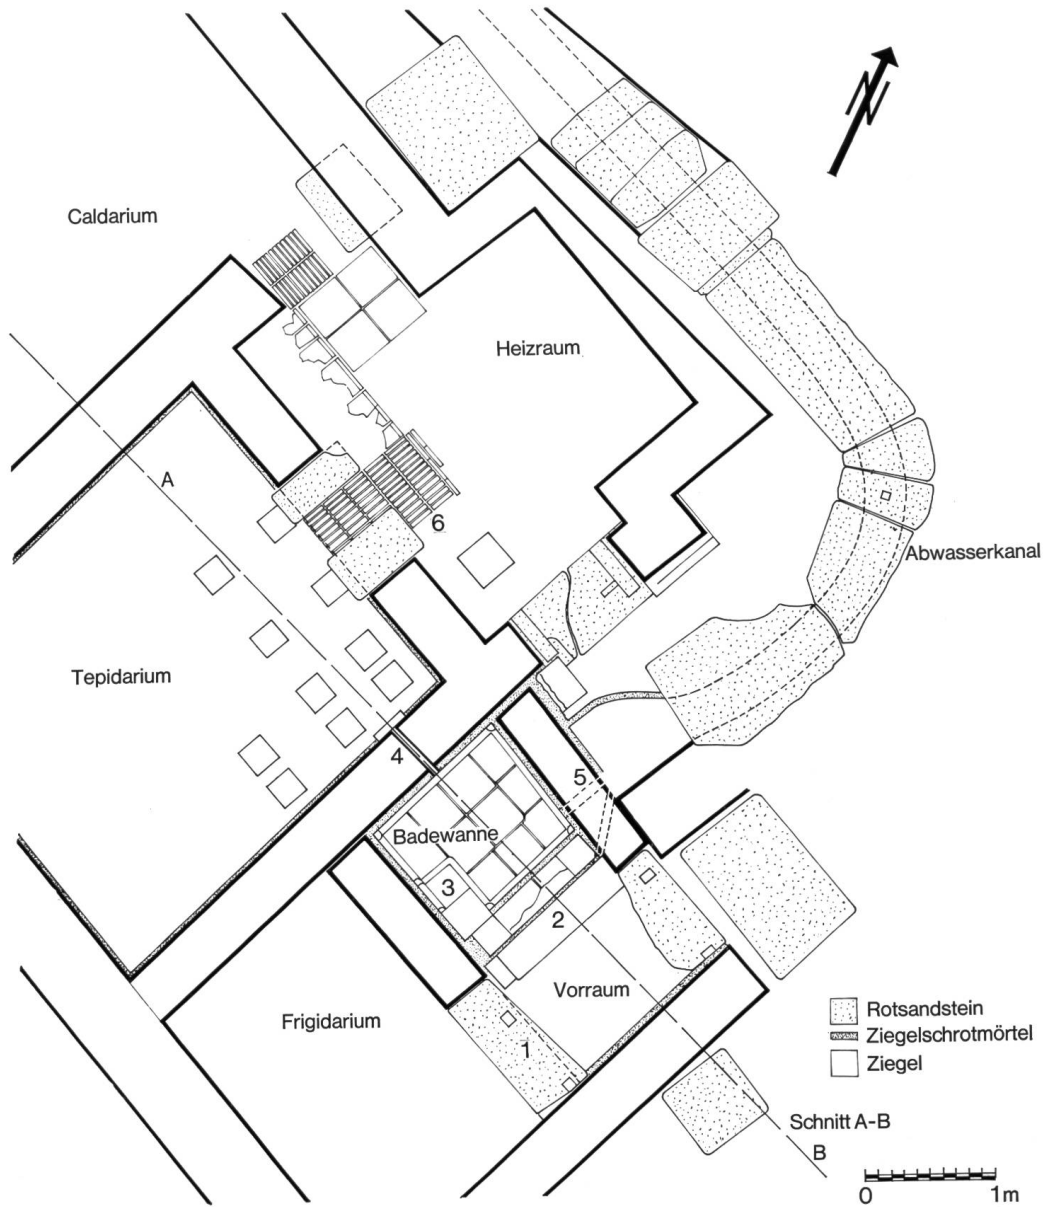 N
Caldarium
Heizraum
A
6
Abwasserkanal
Tepidarium
4
5
Badewanne
3
2
Vorraum
Frigidarium
1
Rotsandstein
Ziegelschrotmörtel
Ziegel
Schnitt A-B
B
0 1m